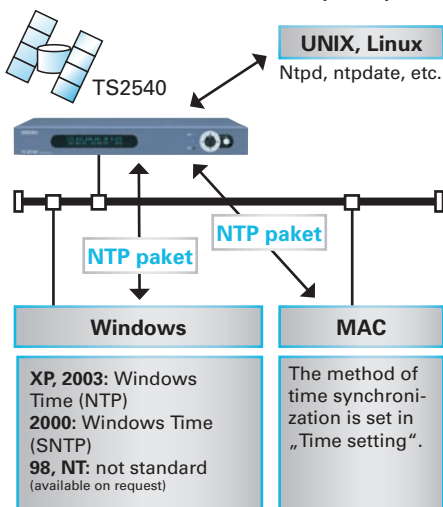 UNIX, Linux
Ntpd, ntpdate, etc.
TS2540
NTP paket
NTP paket
Windows
XP, 2003: Windows
Time (NTP)
2000: Windows Time
(SNTP)
98, NT: not standard
(available on request)
MAC
The method of
time synchroni-
zation is set in
„Time setting“.